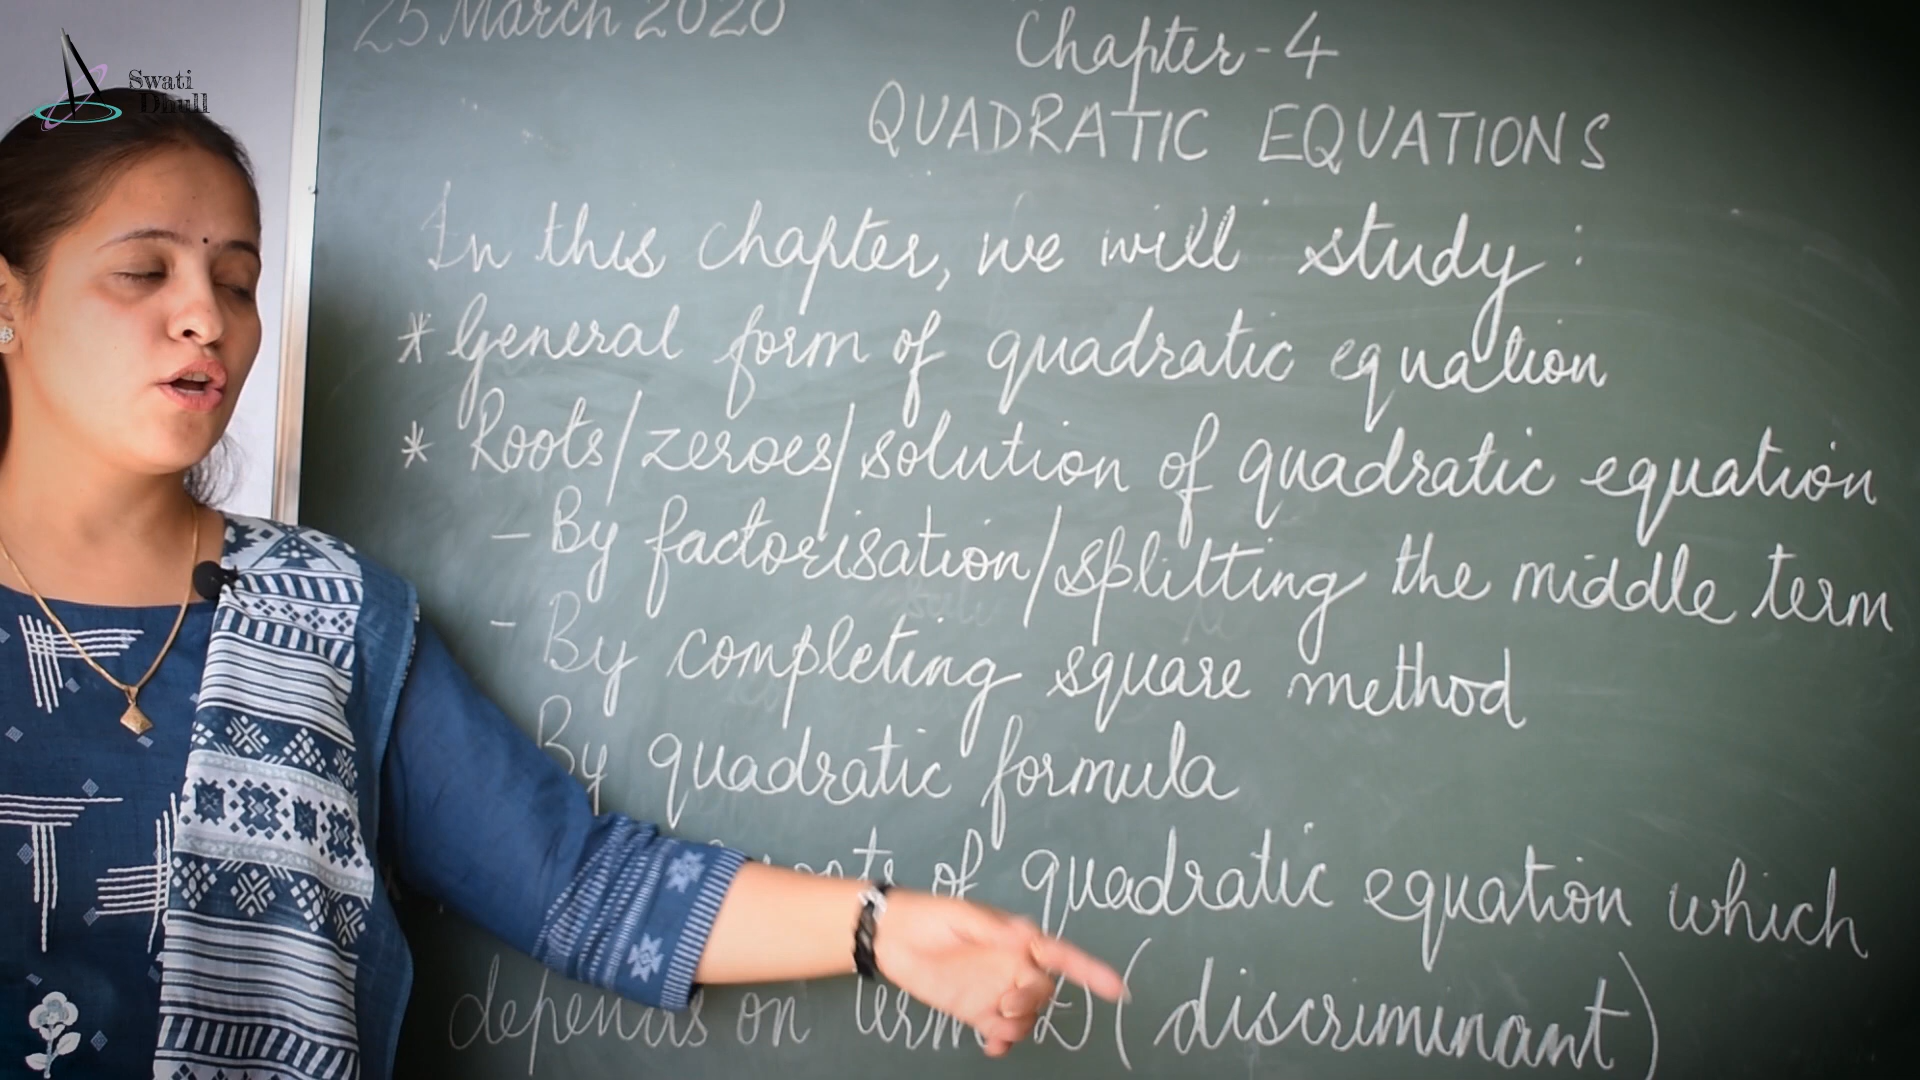 Swati
Dhull
25 March 2020
Chapter-4
QUADRATIC EQUATIONS
In this chapter, we will study :
* General form of quadratic equation
* Roots/zeroes/solution of quadratic equation
- By factorisation/splitting the middle term
- By completing square method
By quadratic formula
roots of quadratic equation which
depends on term D (discriminant)